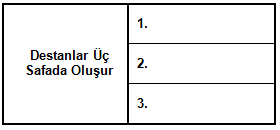 Destanlar Üç
Safada Oluşur
1.
2.
3.